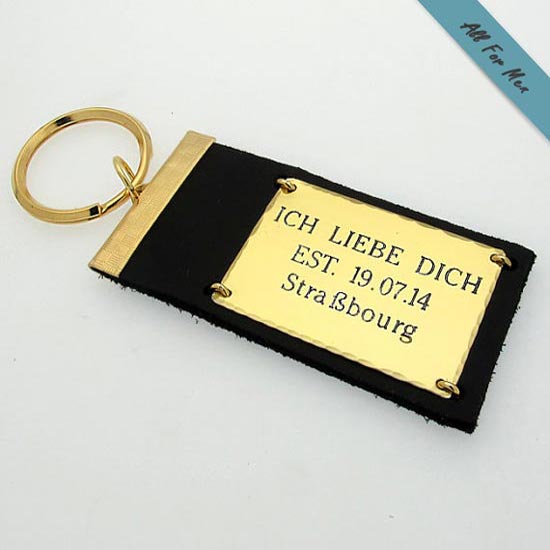 All For Men
ICH LIEBE DICH
EST. 19.07.14
Straßbourg